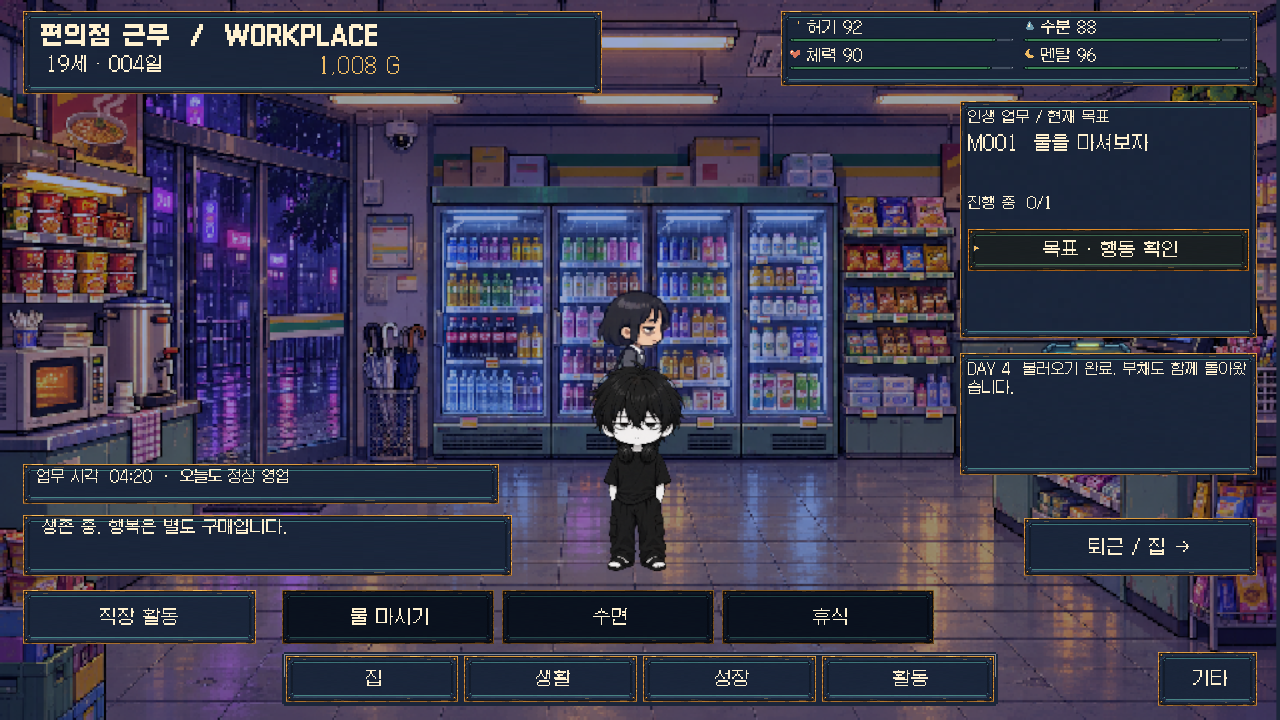 편의점 근무 / WORKPLACE
19세 · 004일
1,008 G
허기 92
수분 88
체력 90
멘탈 96
인생 업무 / 현재 목표
M001 물을 마셔보자
진행 중 0/1
목표 · 행동 확인
DAY 4 불러오기 완료. 부체도 함께 돌아왔
습니다.
업무 시각 04:20 · 오늘도 정상 영업
생존 중. 행복은 별도 구매입니다.
퇴근 / 집 →
직장 활동
물 마시기
수면
휴식
집
생활
성장
활동
기타